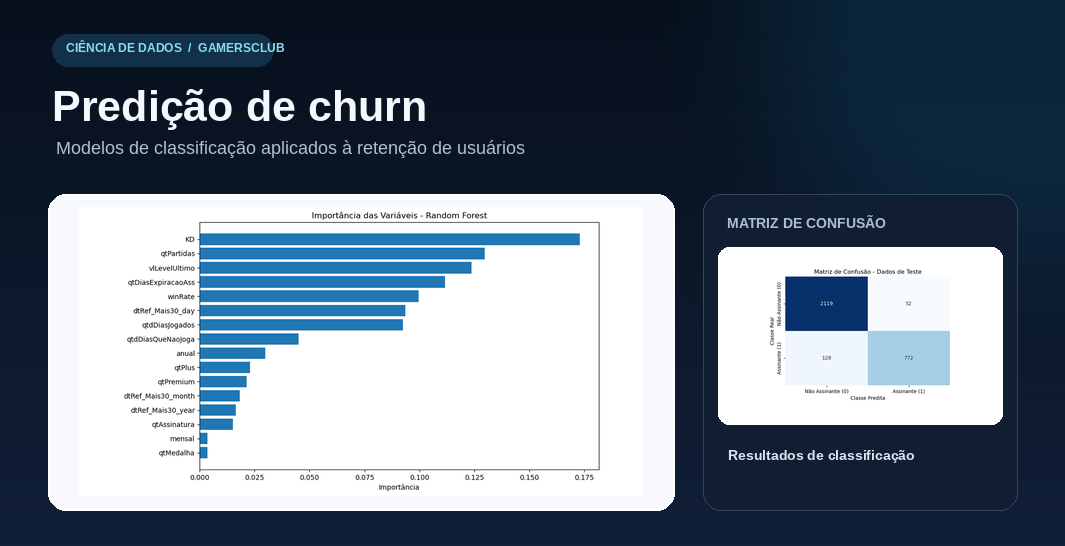 CIÊNCIA DE DADOS / GAMERSCLUB
Predição de churn
Modelos de classificação aplicados à retenção de usuários
Importância das Variáveis - Random Forest
KD
qtPartidas
vlLevelUltimo
qtDiasExpiracaoAss
winRate
dtRef_Mais30_day
qtdDiasJogados
qtdDiasQueNaoJoga
anual
qtPlus
qtPremium
dtRef_Mais30_month
dtRef_Mais30_year
qtAssinatura
mensal
qtMedalha
0.000 0.025 0.050 0.075 0.100 0.125 0.150 0.175
Importância
MATRIZ DE CONFUSÃO
Matriz de Confusão - Dados de Teste
Classe Real
Não Assinante (0)
2119 52
Assinante (1)
128 772
Não Assinante (0) Assinante (1)
Classe Predita
Resultados de classificação